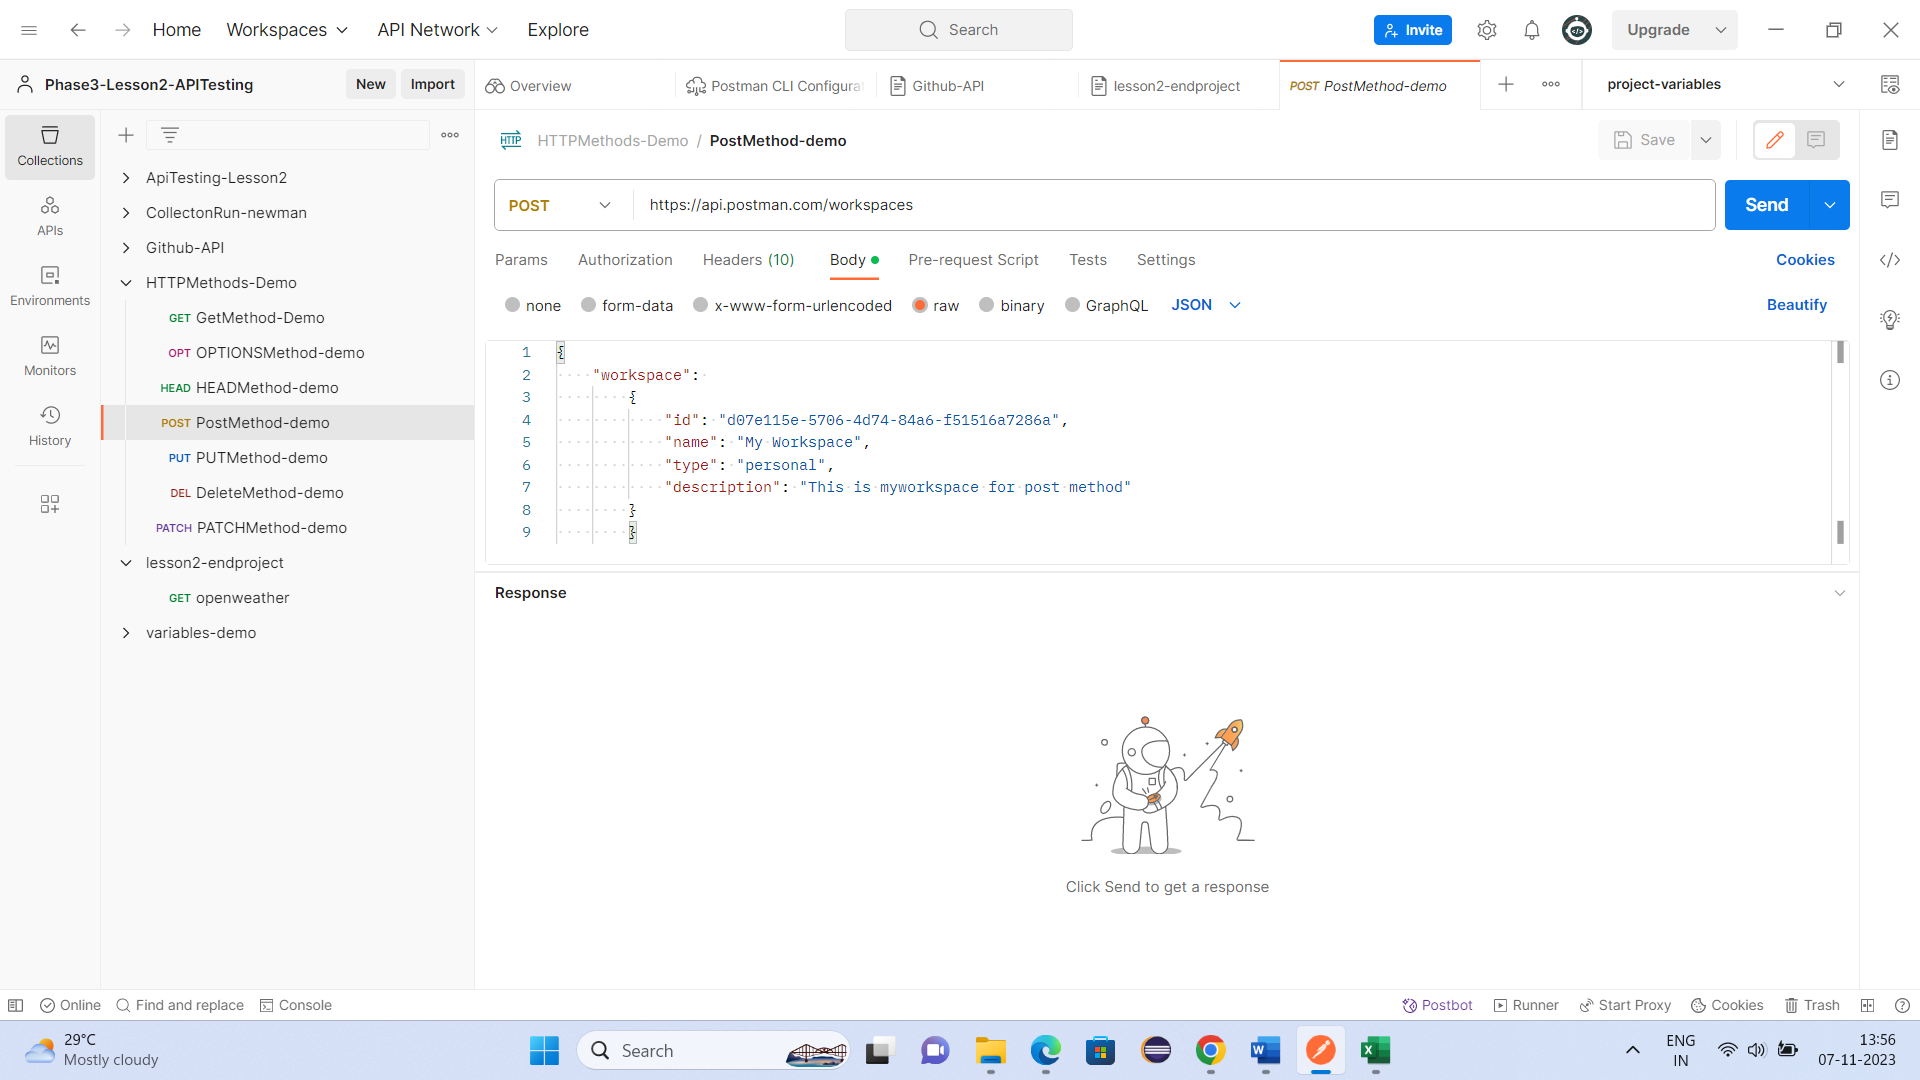 Home Workspaces API Network Explore Search Invite Upgrade
Phase3-Lesson2-APITesting New Import Overview Postman CLI Configurat Github-API lesson2-endproject POST PostMethod-demo project-variables
HTTP HTTPMethods-Demo / PostMethod-demo Save
Collections
APIs
Environments
Monitors
History
ApiTesting-Lesson2
CollectonRun-newman
Github-API
HTTPMethods-Demo
GET GetMethod-Demo
OPT OPTIONSMethod-demo
HEAD HEADMethod-demo
POST PostMethod-demo
PUT PUTMethod-demo
DEL DeleteMethod-demo
PATCH PATCHMethod-demo
lesson2-endproject
GET openweather
variables-demo
POST https://api.postman.com/workspaces Send
Params Authorization Headers (10) Body Pre-request Script Tests Settings Cookies
none form-data x-www-form-urlencoded raw binary GraphQL JSON Beautify
1 {
2 "workspace":
3 {
4 "id": "d07e115e-5706-4d74-84a6-f51516a7286a",
5 "name": "My Workspace",
6 "type": "personal",
7 "description": "This is myworkspace for post method"
8 }
9 }
Response
Click Send to get a response
Online Find and replace Console Postbot Runner Start Proxy Cookies Trash
29°C
Mostly cloudy
Search
ENG
IN
13:56
07-11-2023